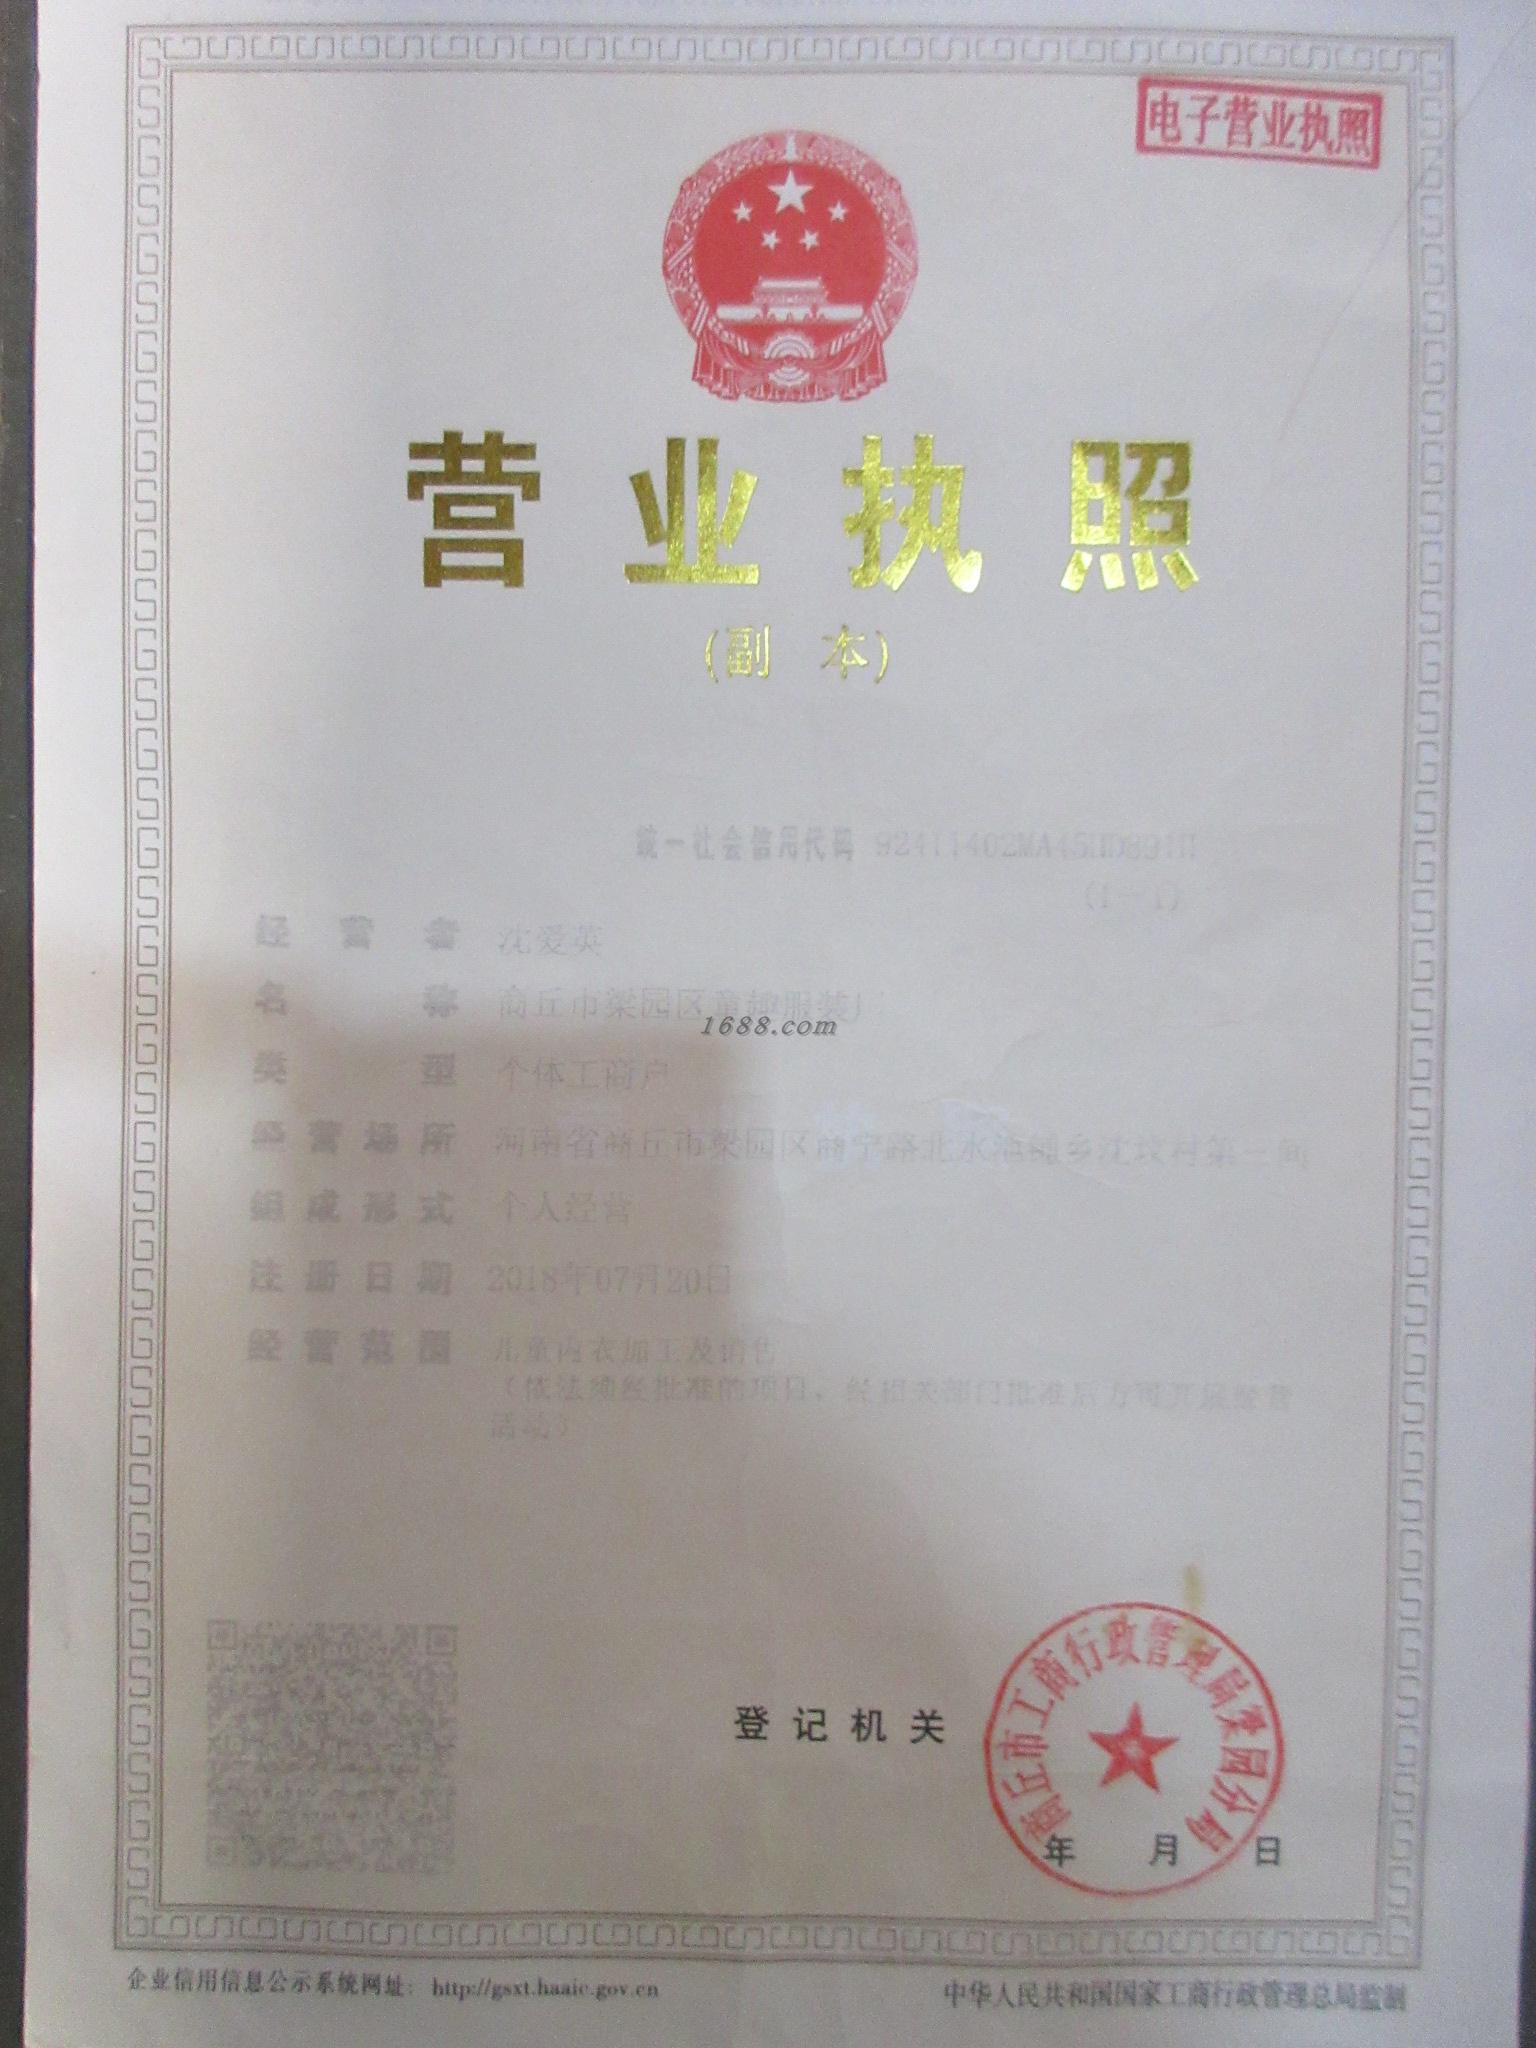 电子营业执照
营业执照
(副 本)
统一社会信用代码
(1-1)
经营者 沈爱英
名称 商丘市梁园区童趣服装厂
1688.com
类型 个体工商户
经营场所 河南省商丘市梁园区商宁路北水池铺乡沈坟村第一间
组成形式 个人经营
注册日期 2018年07月20日
经营范围 儿童内衣加工及销售
(依法须经批准的项目,经相关部门批准后方可开展经营
活动)
登记机关
商丘市工商行政管理局梁园分局
年 月 日
企业信用信息公示系统网址: http://gsxt.haaic.gov.cn
中华人民共和国国家工商行政管理总局监制